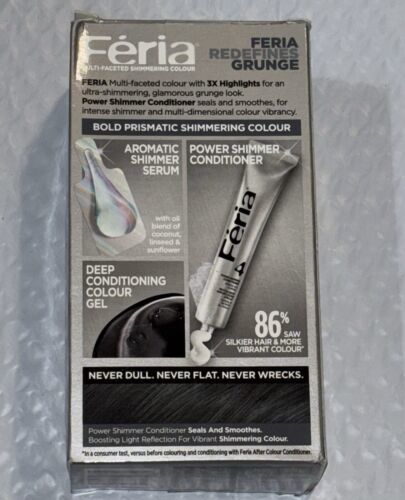 Féria
MULTI-FACETED SHIMMERING COLOUR
FERIA
REDEFINES
GRUNGE
FERIA Multi-faceted colour with 3X Highlights for an
ultra-shimmering, glamorous grunge look.
Power Shimmer Conditioner seals and smoothes, for
intense shimmer and multi-dimensional colour vibrancy.
BOLD PRISMATIC SHIMMERING COLOUR
AROMATIC
SHIMMER
SERUM
with oil
blend of
coconut,
linseed &
sunflower
POWER SHIMMER
CONDITIONER
Féria
4
DEEP
CONDITIONING
COLOUR
GEL
86% SAW
SILKIER HAIR & MORE
VIBRANT COLOUR*
NEVER DULL. NEVER FLAT. NEVER WRECKS.
Power Shimmer Conditioner Seals And Smoothes.
Boosting Light Reflection For Vibrant Shimmering Colour.
*In a consumer test, versus before colouring and conditioning with Feria After Colour Conditioner.